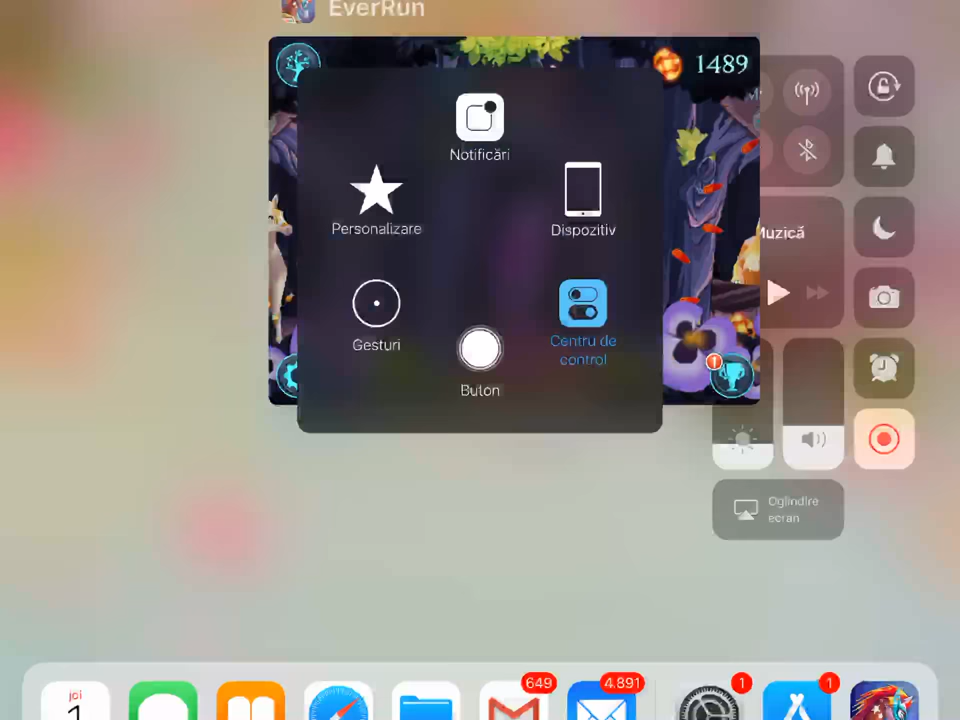 EverRun
1489
Notificări
Personalizare
Dispozitiv
Muzică
Gesturi
Centru de
control
Buton
1
Oglindire
ecran
649
4.891
1
1
joi
1